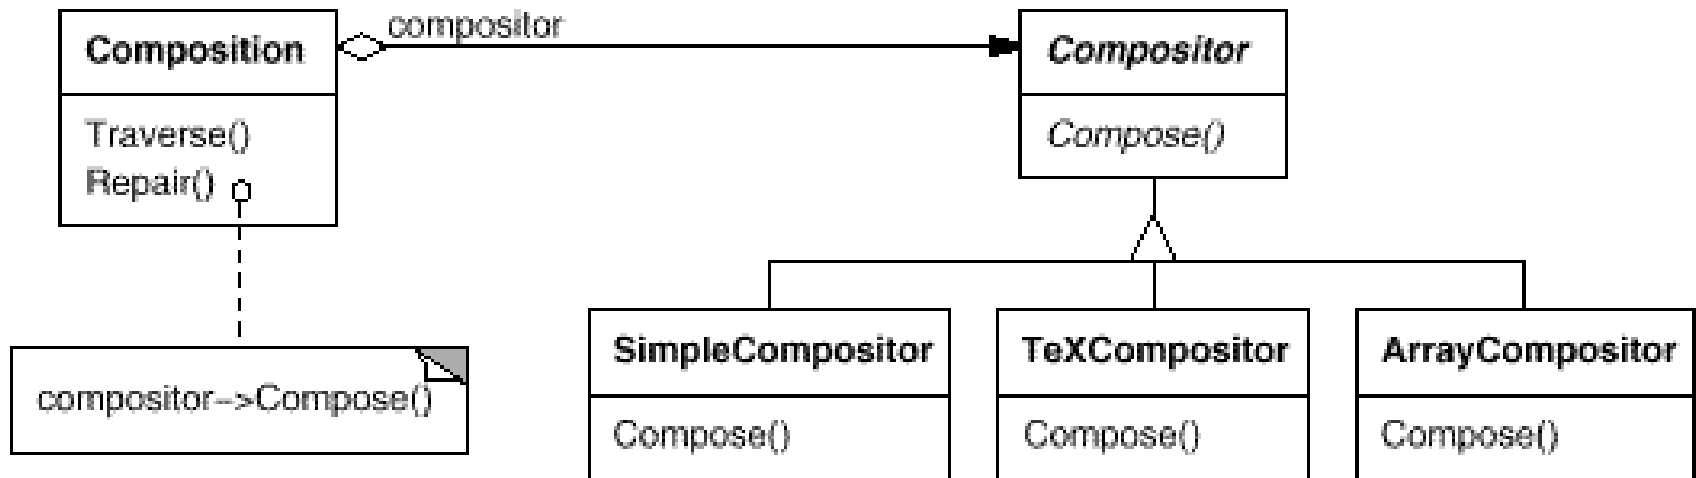 compositor
Composition
Compositor
Traverse()
Repair()
Compose()
compositor–>Compose()
SimpleCompositor
TeXCompositor
ArrayCompositor
Compose()
Compose()
Compose()